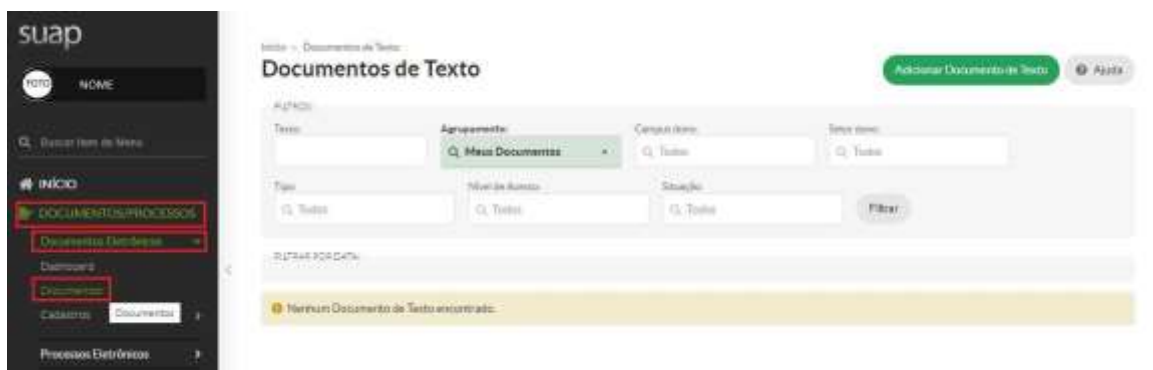 suap
FOTO NOME
Buscar Item de Menu
INÍCIO
DOCUMENTOS/PROCESSOS
Documentos Eletrônicos
Dashboard
Documentos
Cadastros
Documentos
Processos Eletrônicos
Início > Documentos de Texto
Documentos de Texto
Adicionar Documento de Texto
Ajuda
FILTROS:
Texto:
Agrupamento:
Campus dono:
Setor dono:
Meus Documentos
Todos
Todos
Tipo:
Nível de Acesso:
Situação:
Todos
Todos
Todos
Filtrar
FILTRAR POR DATA:
Nenhum Documento de Texto encontrado.